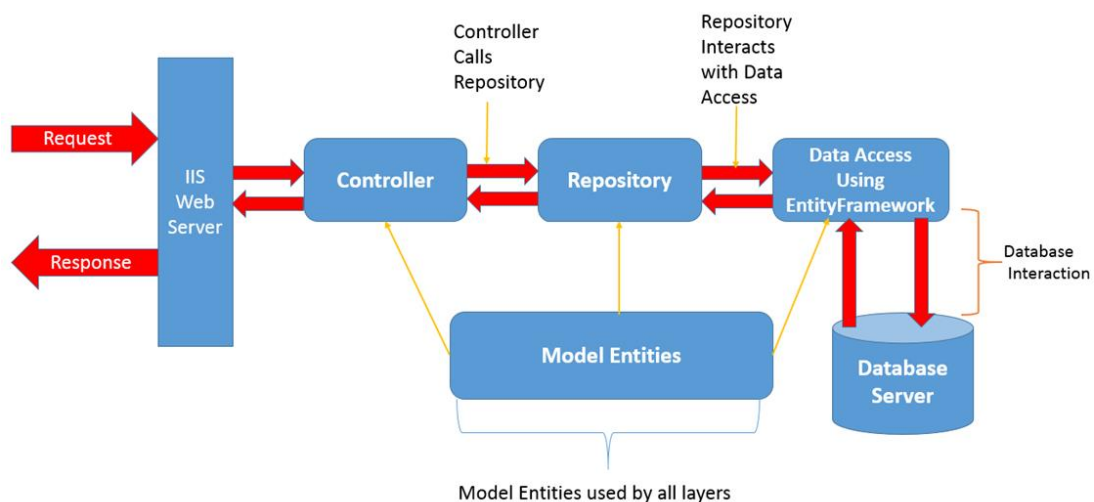 Controller
Calls
Repository
Repository
Interacts
with Data
Access
Request
IIS
Web
Server
Response
Controller
Repository
Data Access
Using
EntityFramework
Database
Interaction
Model Entities
Database
Server
Model Entities used by all layers